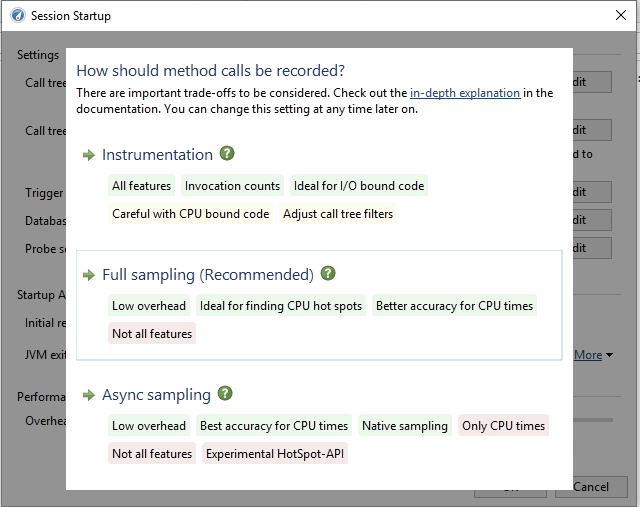 Session Startup
Settings
How should method calls be recorded?
There are important trade-offs to be considered. Check out the in-depth explanation in the
documentation. You can change this setting at any time later on.
Call tree
Call tree
Instrumentation
All features Invocation counts Ideal for I/O bound code
to
Trigger
Careful with CPU bound code Adjust call tree filters
Databas
Probe se
Full sampling (Recommended)
Startup A
Low overhead Ideal for finding CPU hot spots Better accuracy for CPU times
Initial re
Not all features
JVM exit
More
Performa
Async sampling
Overhea
Low overhead Best accuracy for CPU times Native sampling Only CPU times
Not all features Experimental HotSpot-API
Cancel